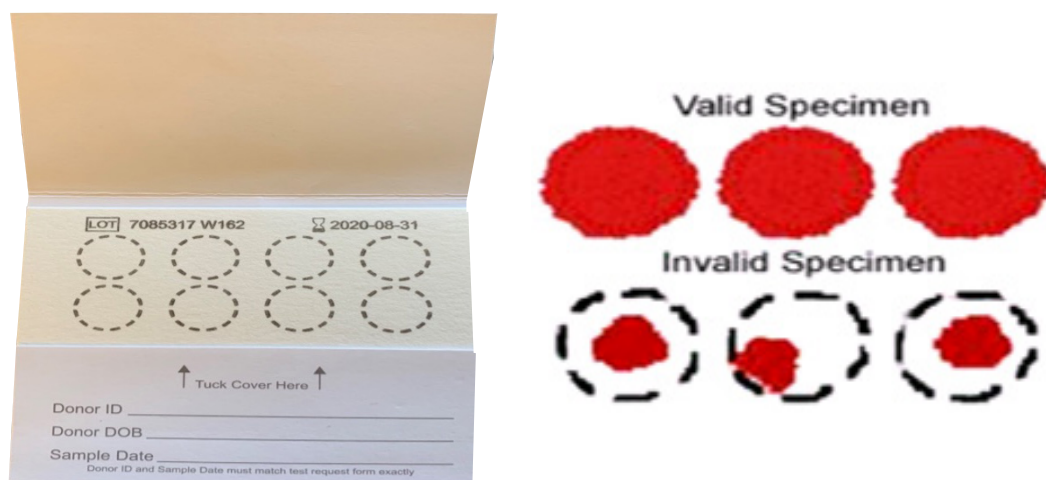 LOT 7085317 W162 2020-08-31
Tuck Cover Here
Donor ID
Donor DOB
Sample Date
Donor ID and Sample Date must match test request form exactly
Valid Specimen
Invalid Specimen